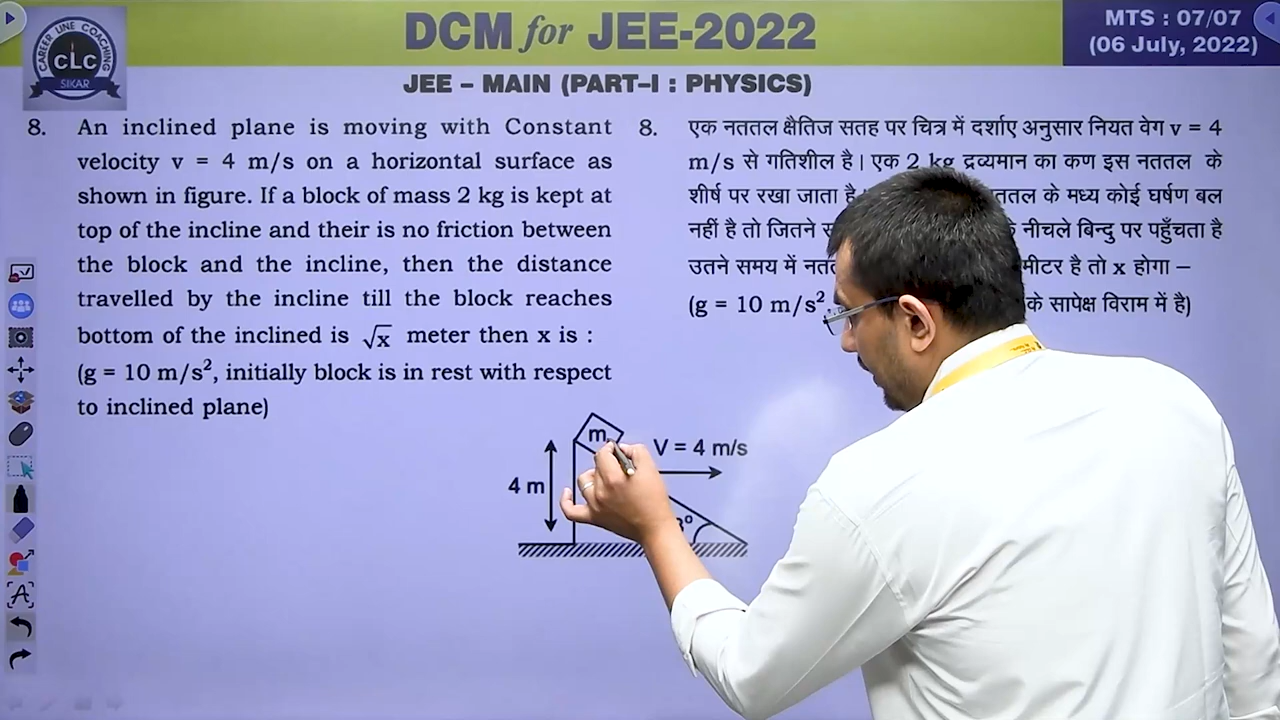 DCM for JEE-2022
MTS : 07/07
(06 July, 2022)
CAREER LINE COACHING
CLC
SIKAR
JEE – MAIN (PART–I : PHYSICS)
8. An inclined plane is moving with Constant
velocity v = 4 m/s on a horizontal surface as
shown in figure. If a block of mass 2 kg is kept at
top of the incline and their is no friction between
the block and the incline, then the distance
travelled by the incline till the block reaches
bottom of the inclined is √x meter then x is :
(g = 10 m/s², initially block is in rest with respect
to inclined plane)
8. एक नततल क्षैतिज सतह पर चित्र में दर्शाए अनुसार नियत वेग v = 4
m/s से गतिशील है। एक 2 kg द्रव्यमान का कण इस नततल के
शीर्ष पर रखा जाता है के मध्य कोई घर्षण बल
नहीं है तो जितने नीचले बिन्दु पर पहुँचता है
उतने समय में मीटर है तो x होगा –
(g = 10 m/s² के सापेक्ष विराम में है)
m
V = 4 m/s
4 m